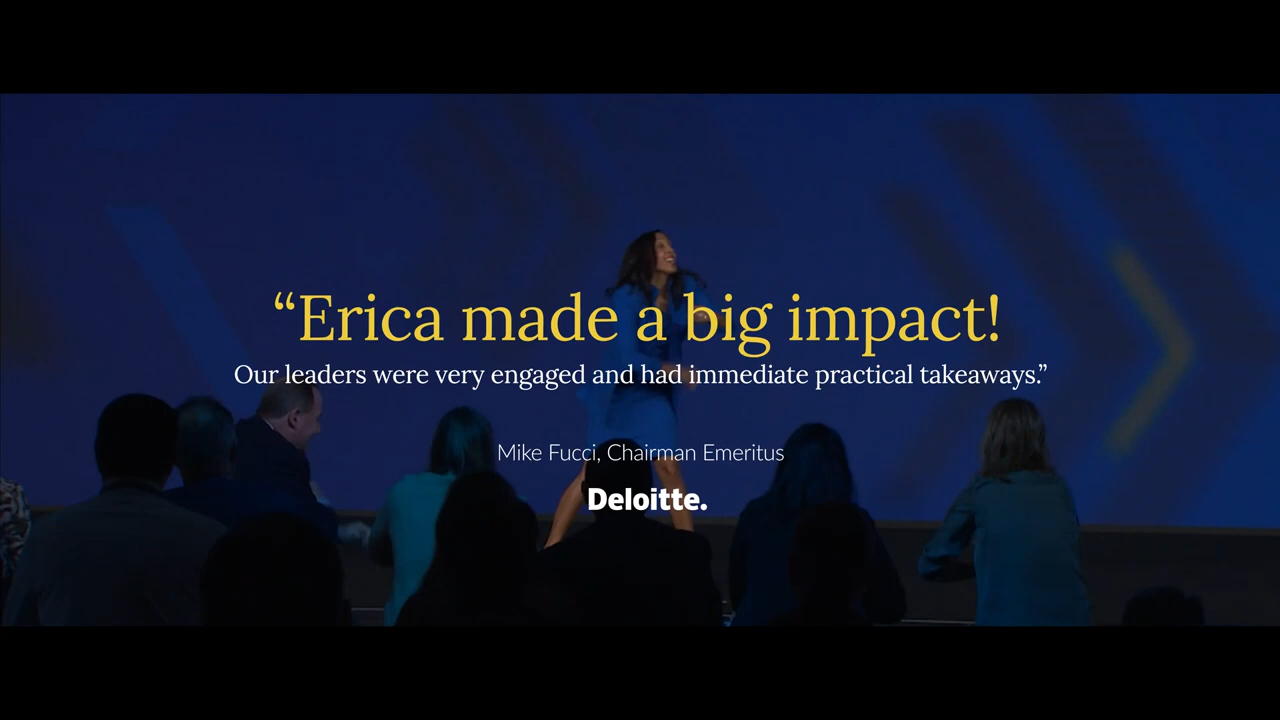 “Erica made a big impact!
Our leaders were very engaged and had immediate practical takeaways.”
Mike Fucci, Chairman Emeritus
Deloitte.